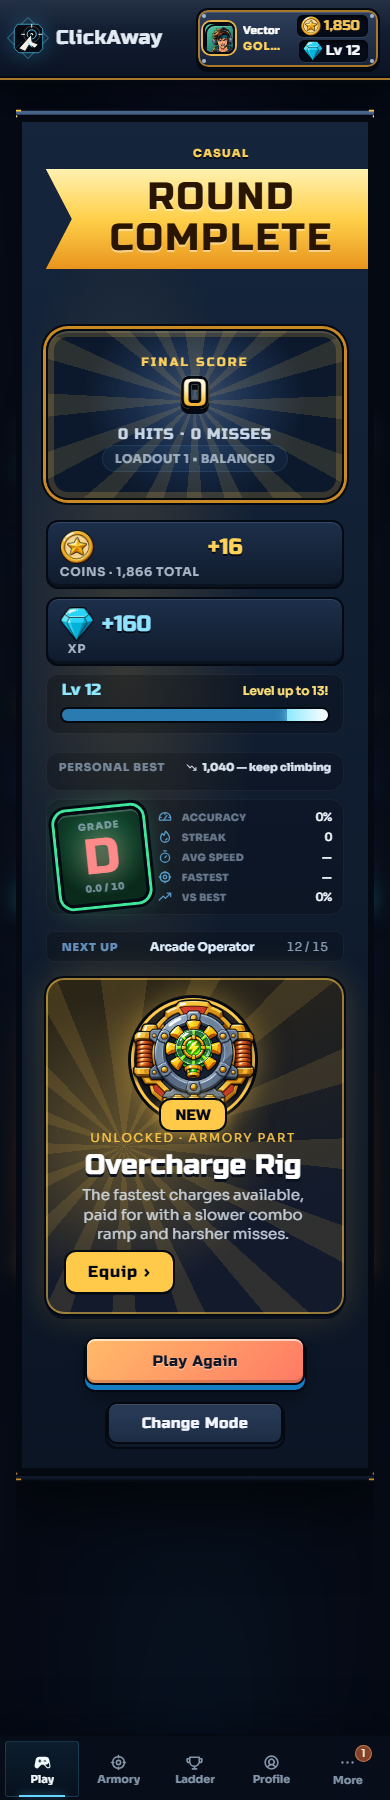 ClickAway
Vector
GOL...
1,850
Lv 12
CASUAL
ROUND
COMPLETE
FINAL SCORE
0
0 HITS · 0 MISSES
LOADOUT 1 • BALANCED
+16
COINS · 1,866 TOTAL
+160
XP
Lv 12 Level up to 13!
PERSONAL BEST 1,040 — keep climbing
GRADE
D
0.0 / 10
ACCURACY 0%
STREAK 0
AVG SPEED —
FASTEST —
VS BEST 0%
NEXT UP Arcade Operator 12 / 15
NEW
UNLOCKED · ARMORY PART
Overcharge Rig
The fastest charges available,
paid for with a slower combo
ramp and harsher misses.
Equip ›
Play Again
Change Mode
1
Play Armory Ladder Profile More